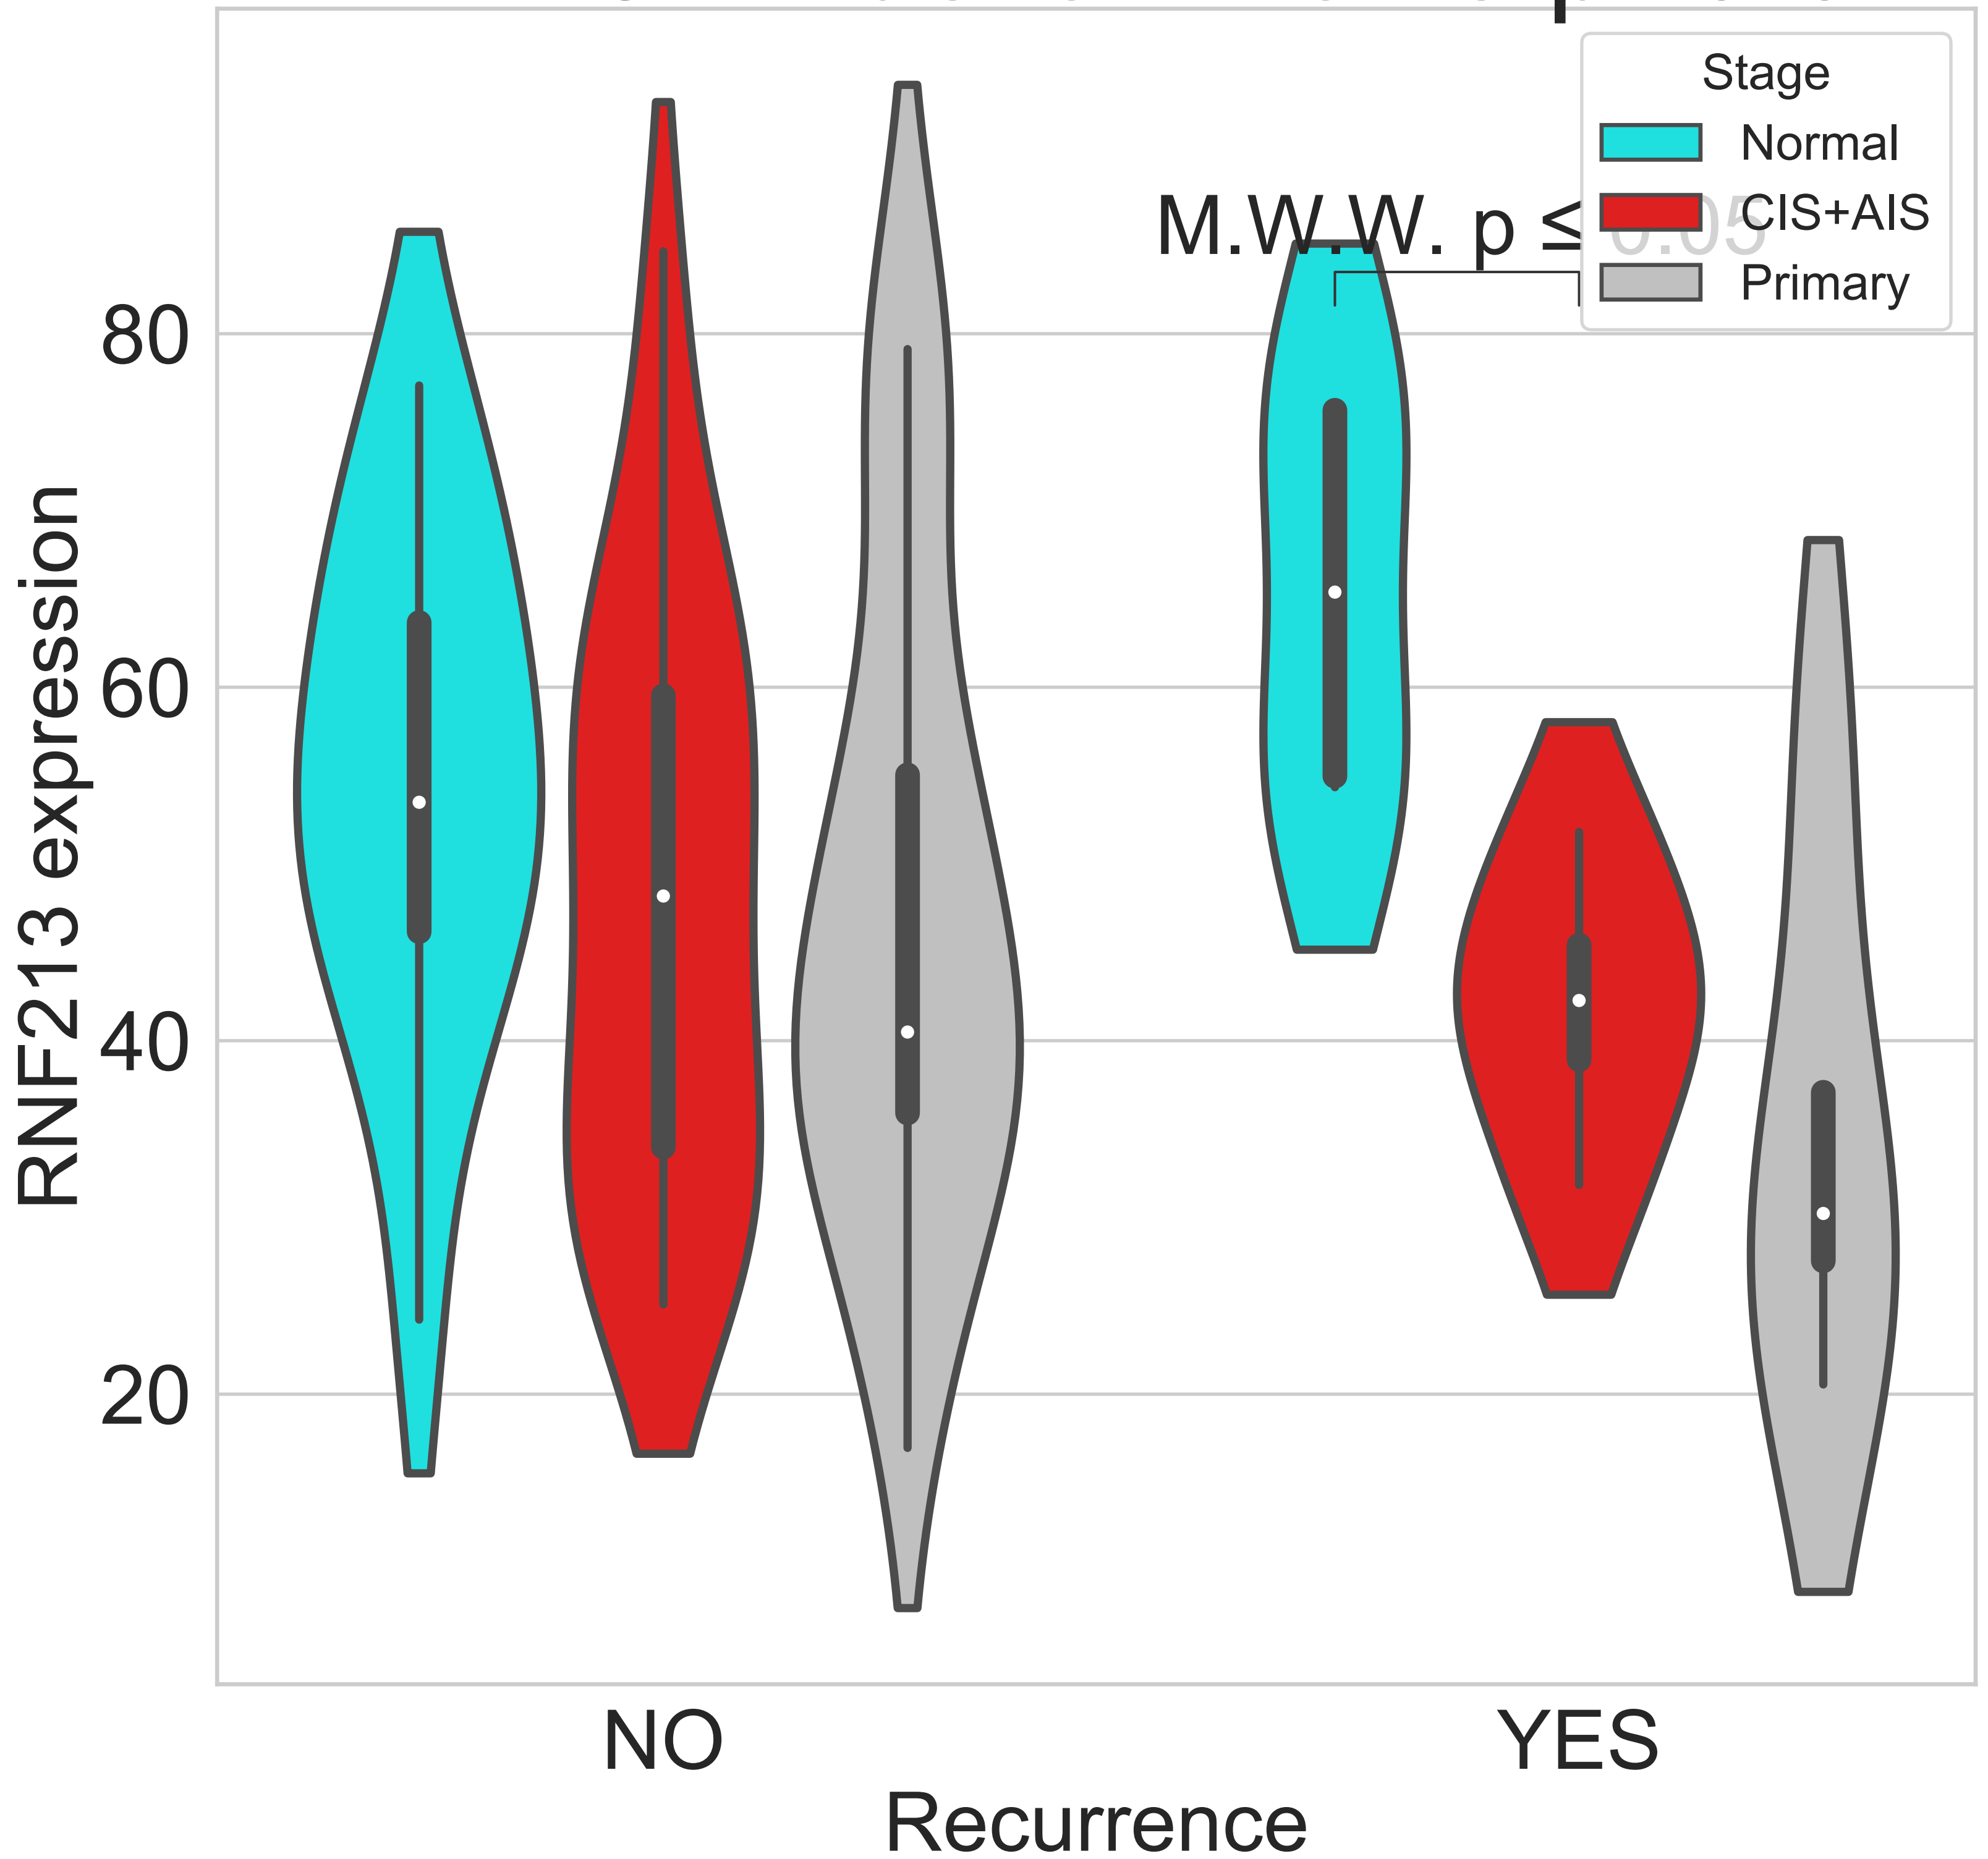 Stage
Normal
M.W.W. p ≤ 0.05
CIS+AIS
Primary
80
60
40
20
RNF213 expression
NO
YES
Recurrence